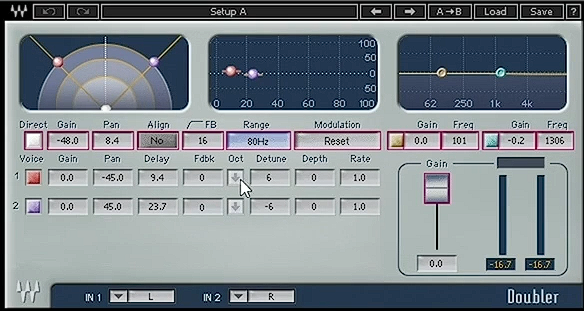 Setup A A→B Load Save ?
100 50 0 50 100
0 20 40 60 80 100
62 250 1k 4k
Direct Gain Pan Align FB Range Modulation Gain Freq Gain Freq
-48.0 8.4 No 16 80Hz Reset 0.0 101 -0.2 1306
Voice Gain Pan Delay Fdbk Oct Detune Depth Rate
1 0.0 -45.0 9.4 0 6 0 1.0
2 0.0 45.0 23.7 0 -6 0 1.0
Gain
0.0 -16.7 -16.7
IN 1 L IN 2 R Doubler